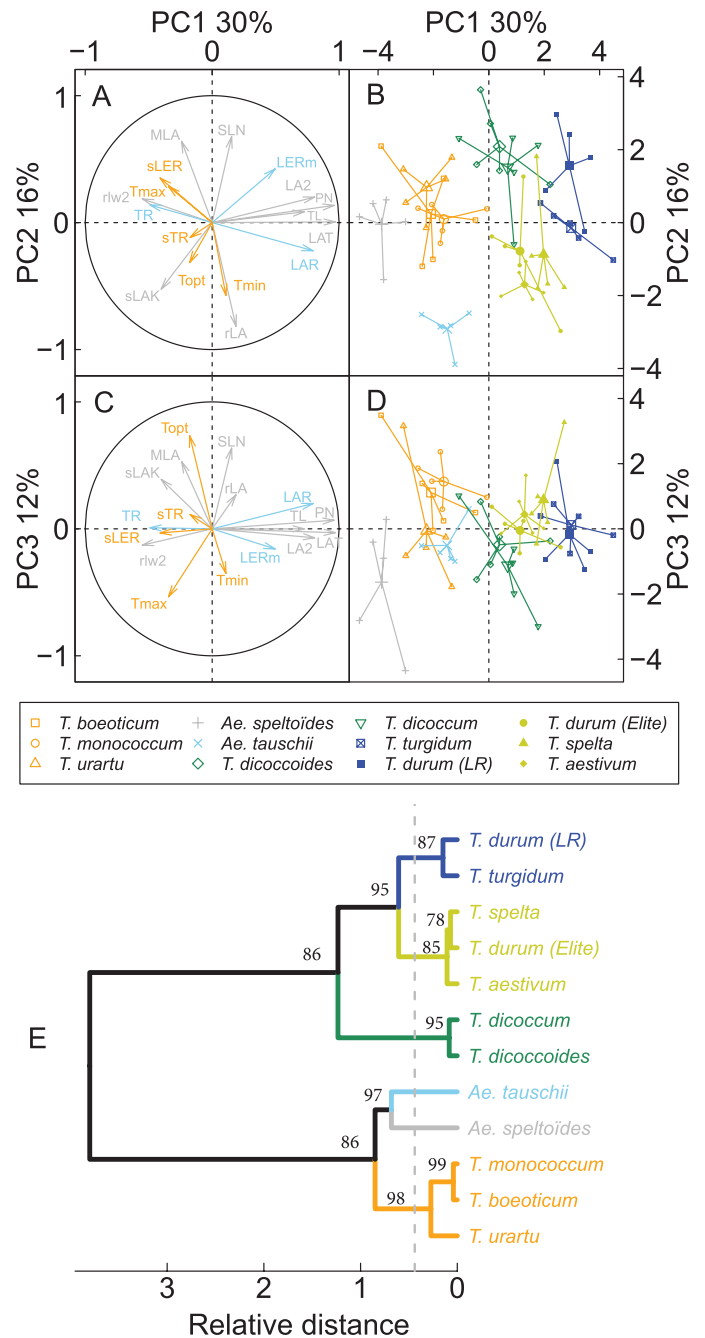 PC1 30% PC1 30%
−1 0 1 −4 0 2 4
A B
1 0 −1
PC2 16%
MLA SLN
sLER LERm
Tmax LA2
rlw2 PN
TR TL
sTR LAT
LAR
Topt Tmin
sLAK
rLA
4 2 0 −2 −4
PC2 16%
C D
1 0 −1
PC3 12%
Topt
MLA SLN
sLAK rLA
LAR
TR sTR TL PN
sLER LA2 LA
rlw2 LERm
Tmin
Tmax
4 2 0 −2 −4
PC3 12%
T. boeoticum Ae. speltoïdes T. dicoccum T. durum (Elite)
T. monococcum Ae. tauschii T. turgidum T. spelta
T. urartu T. dicoccoides T. durum (LR) T. aestivum
E
87 T. durum (LR)
T. turgidum
95
78 T. spelta
85 T. durum (Elite)
T. aestivum
86
95 T. dicoccum
T. dicoccoides
97 Ae. tauschii
Ae. speltoïdes
86
99 T. monococcum
98 T. boeoticum
T. urartu
3 2 1 0
Relative distance